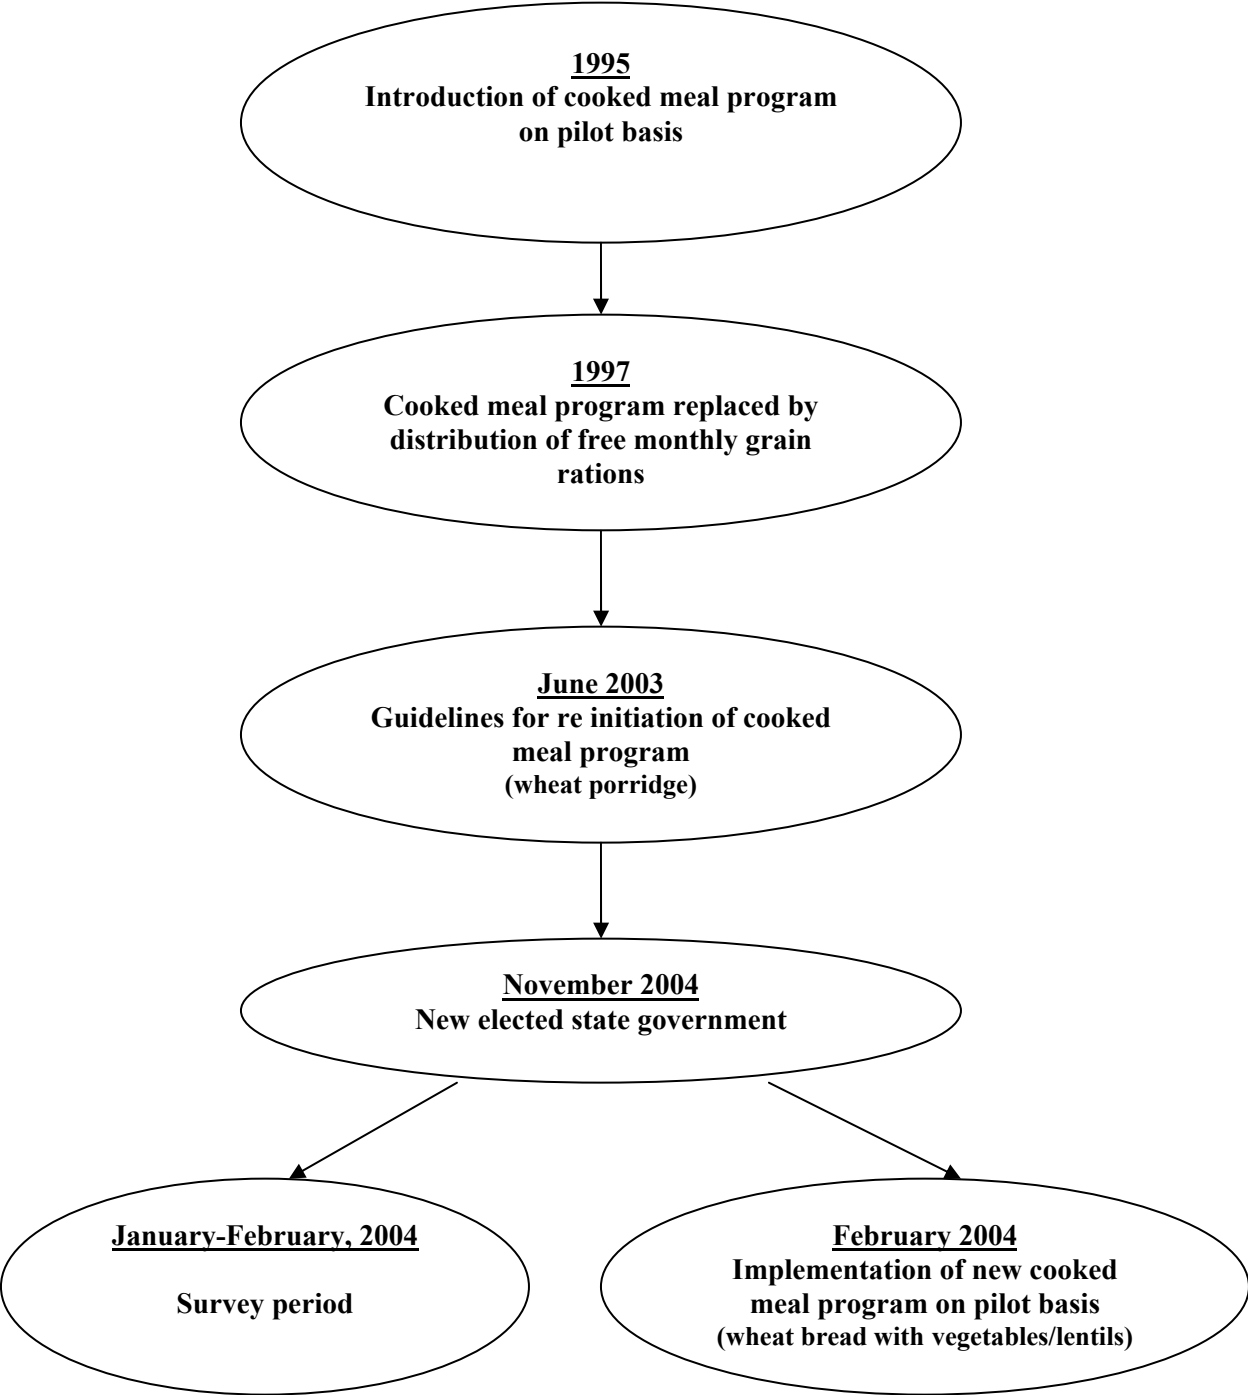 1995
Introduction of cooked meal program
on pilot basis
1997
Cooked meal program replaced by
distribution of free monthly grain
rations
June 2003
Guidelines for re initiation of cooked
meal program
(wheat porridge)
November 2004
New elected state government
January-February, 2004
Survey period
February 2004
Implementation of new cooked
meal program on pilot basis
(wheat bread with vegetables/lentils)